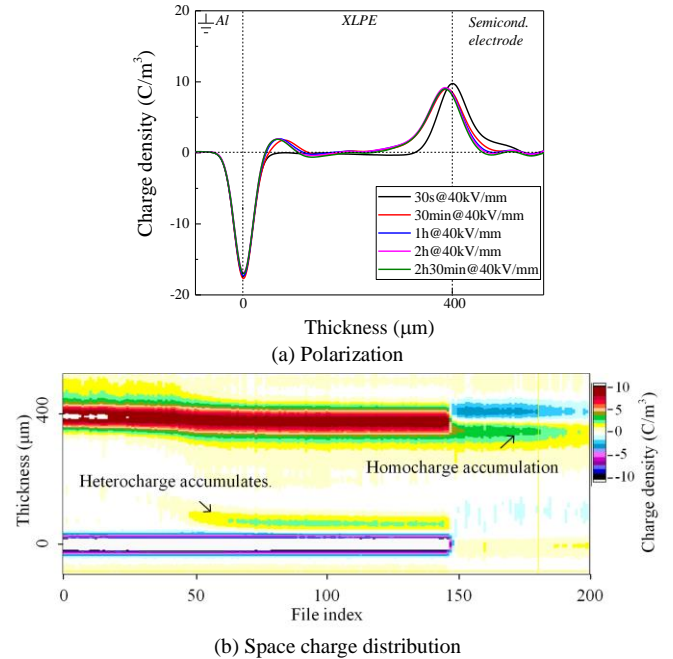 Al XLPE Semicond.
electrode
20
10
0
-10
-20
Charge density (C/m³)
30s@40kV/mm
30min@40kV/mm
1h@40kV/mm
2h@40kV/mm
2h30min@40kV/mm
0 400
Thickness (μm)
(a) Polarization
400
0
Thickness (μm)
Heterocharge accumulates.
Homocharge accumulation
10
5
0
-5
-10
Charge density (C/m³)
0 50 100 150 200
File index
(b) Space charge distribution